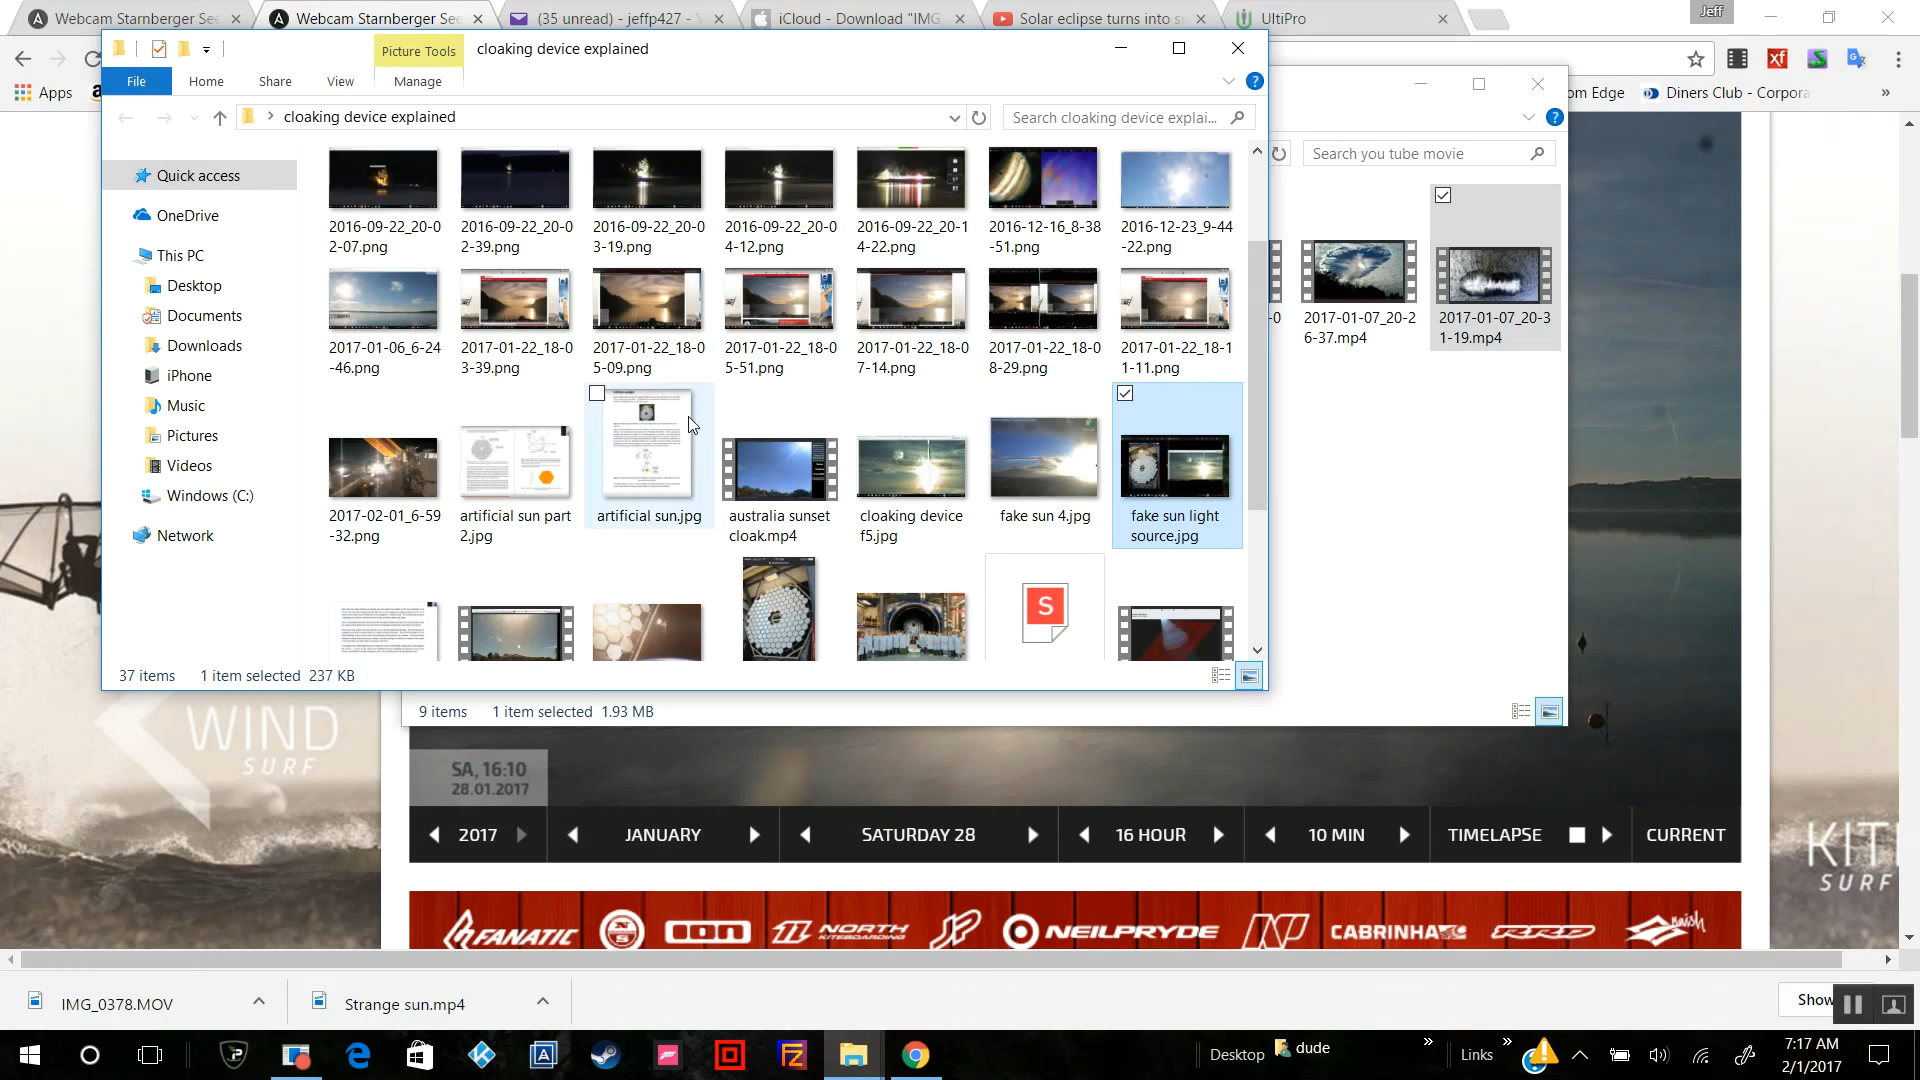 Webcam Starnberger See
Webcam Starnberger See
(35 unread) - jeffp427 - Y
iCloud - Download "IMG_
Solar eclipse turns into s
UltiPro
Jeff
Picture Tools
cloaking device explained
File
Home
Share
View
Manage
Apps
om Edge
Diners Club - Corpora
cloaking device explained
Search cloaking device explai...
Search you tube movie
Quick access
OneDrive
This PC
Desktop
Documents
Downloads
iPhone
Music
Pictures
Videos
Windows (C:)
Network
2016-09-22_20-02-07.png
2016-09-22_20-02-39.png
2016-09-22_20-03-19.png
2016-09-22_20-04-12.png
2016-09-22_20-14-22.png
2016-12-16_8-38-51.png
2016-12-23_9-44-22.png
2017-01-06_6-24-46.png
2017-01-22_18-03-39.png
2017-01-22_18-05-09.png
2017-01-22_18-05-51.png
2017-01-22_18-07-14.png
2017-01-22_18-08-29.png
2017-01-22_18-11-11.png
2017-02-01_6-59-32.png
artificial sun part 2.jpg
artificial sun.jpg
australia sunset cloak.mp4
cloaking device f5.jpg
fake sun 4.jpg
fake sun light source.jpg
S
2017-01-07_20-26-37.mp4
2017-01-07_20-31-19.mp4
37 items
1 item selected 237 KB
9 items
1 item selected 1.93 MB
WIND
SURF
SA, 16:10
28.01.2017
2017
JANUARY
SATURDAY 28
16 HOUR
10 MIN
TIMELAPSE
CURRENT
KIT
SURF
FANATIC
ION
NORTH
KITEBOARDING
JP
NEILPRYDE
NP
CABRINHA
RRD
naish
IMG_0378.MOV
Strange sun.mp4
Show
Desktop
dude
Links
7:17 AM
2/1/2017